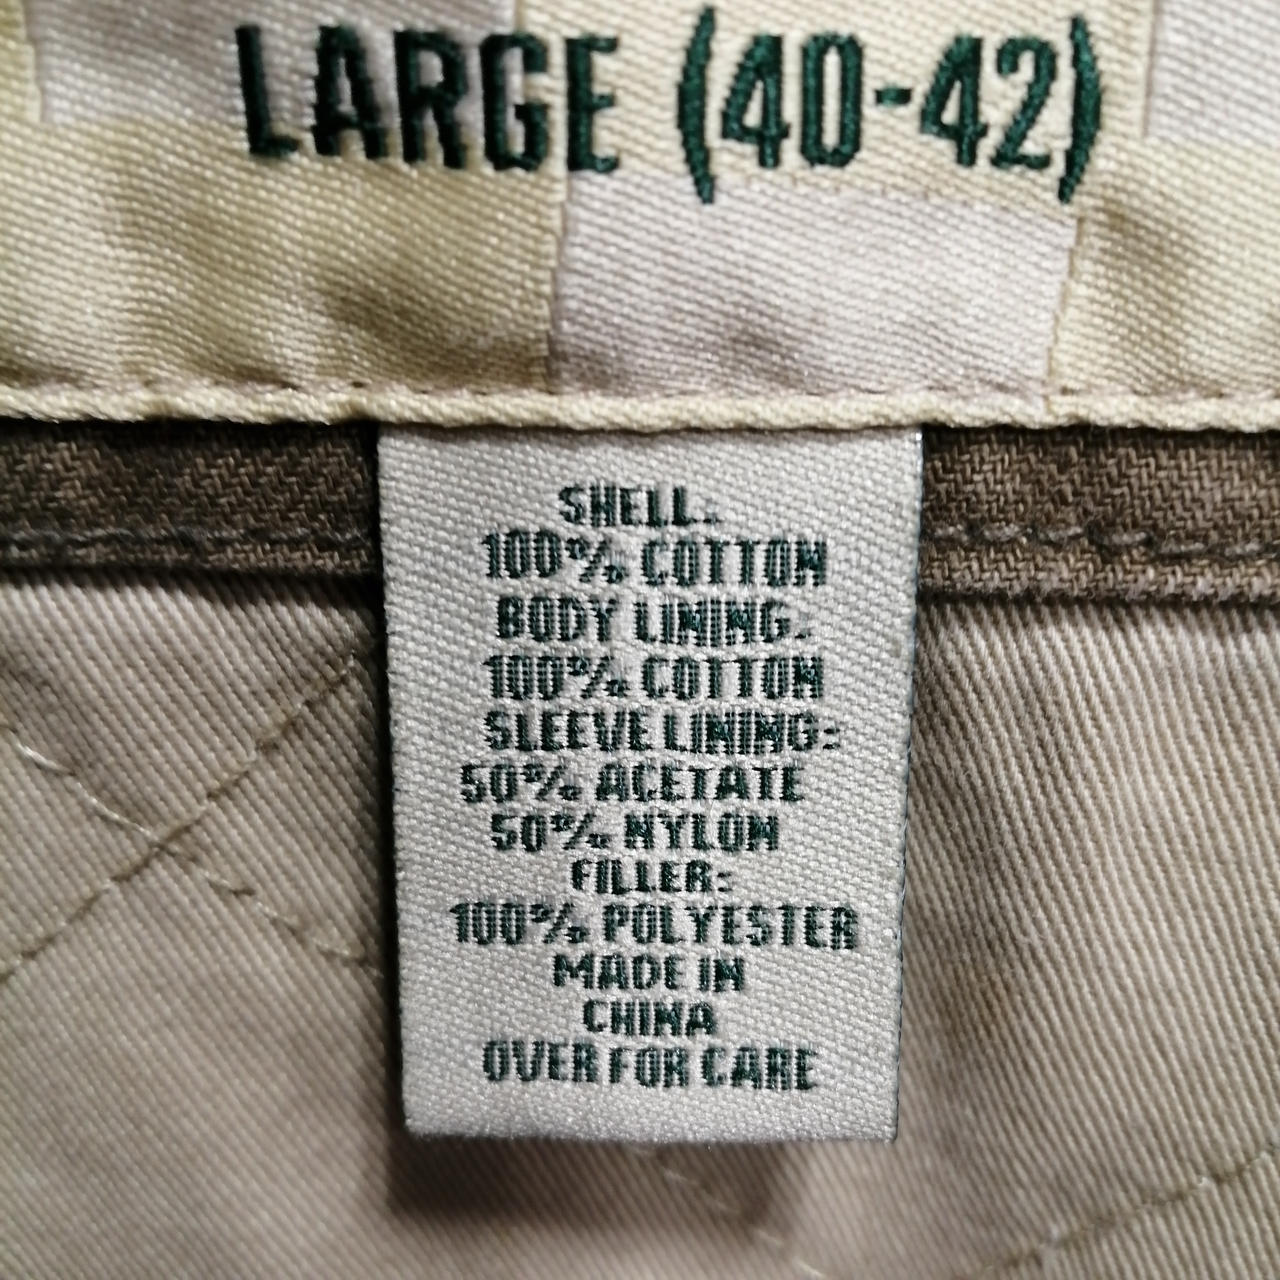 LARGE (40-42)
SHELL:
100% COTTON
BODY LINING:
100% COTTON
SLEEVE LINING:
50% ACETATE
50% NYLON
FILLER:
100% POLYESTER
MADE IN
CHINA
OVER FOR CARE